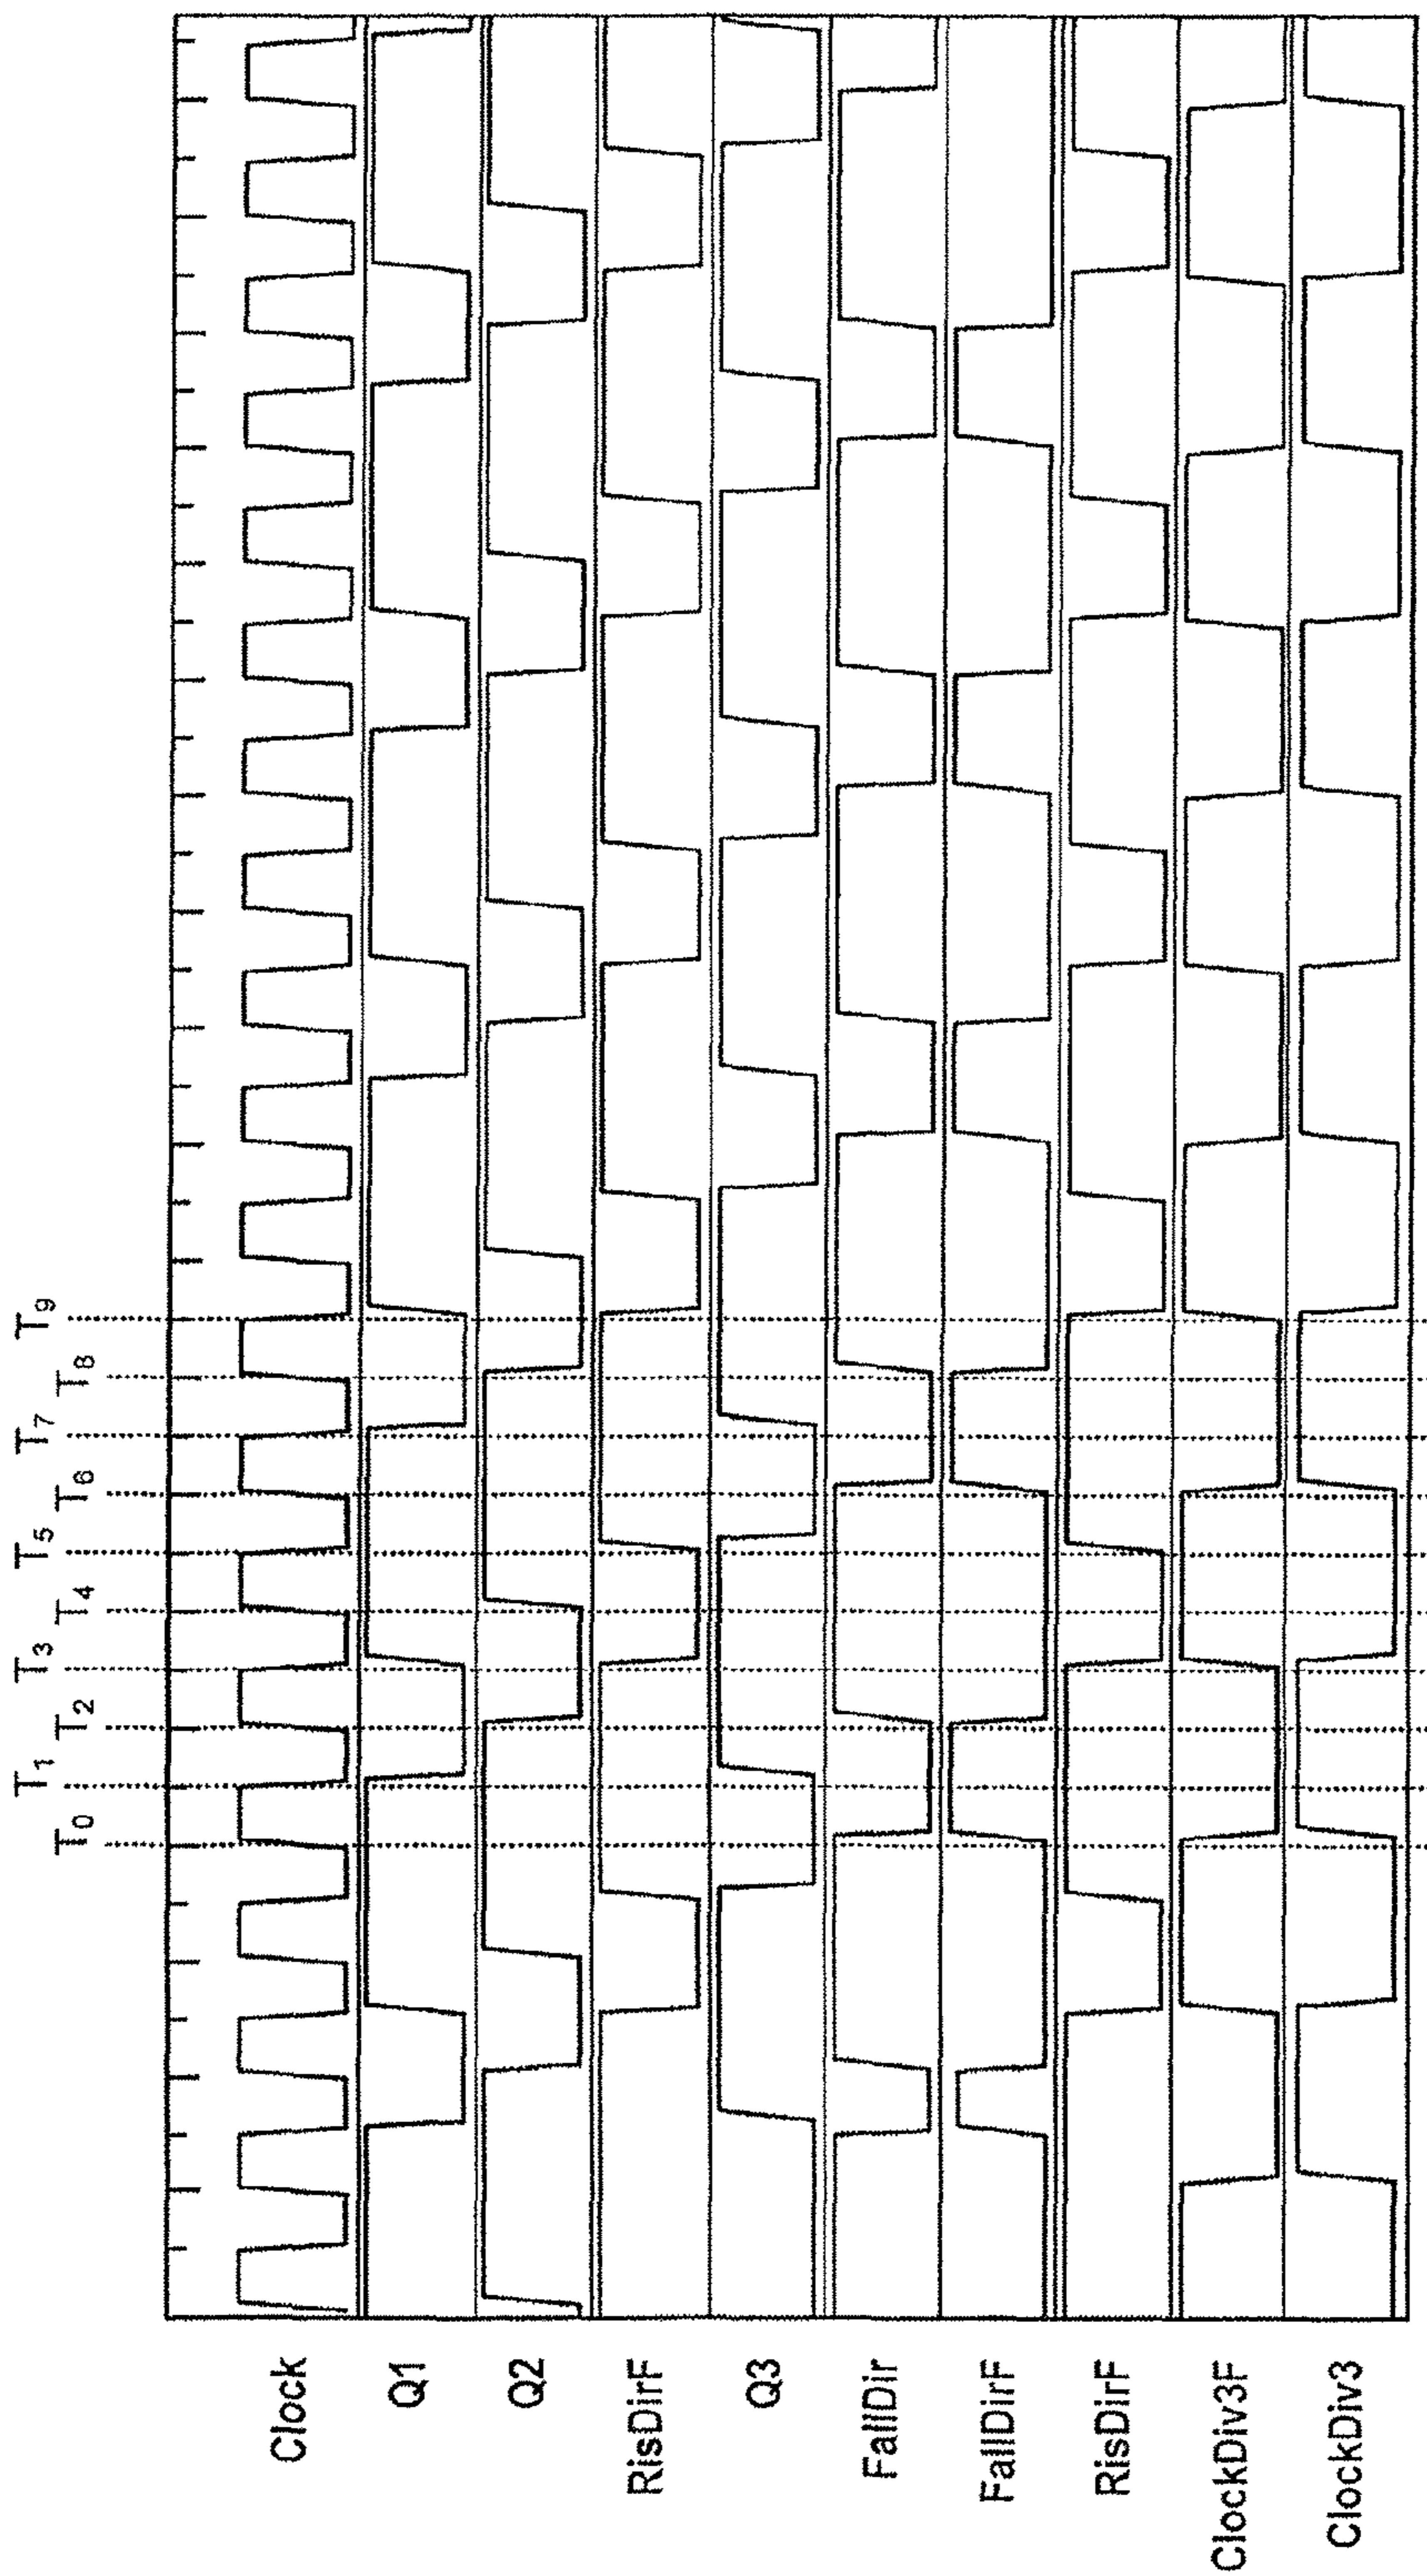 T0 T1 T2 T3 T4 T5 T6 T7 T8 T9
Clock
Q1
Q2
RisDirF
Q3
FallDir
FallDirF
RisDirF
ClockDiv3F
ClockDiv3